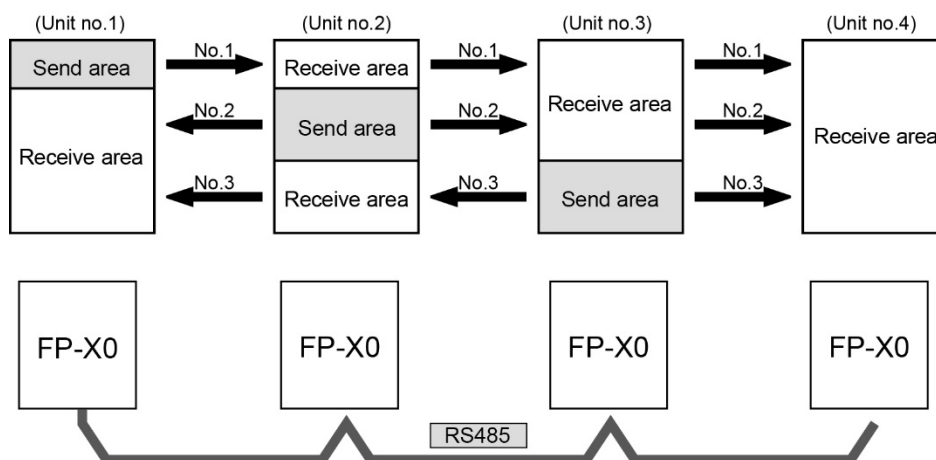 (Unit no.1)
(Unit no.2)
(Unit no.3)
(Unit no.4)
Send area
No.1
Receive area
No.1
No.1
Receive area
No.2
Send area
No.2
Receive area
No.2
Receive area
No.3
Receive area
No.3
Send area
No.3
FP-X0
FP-X0
FP-X0
FP-X0
RS485